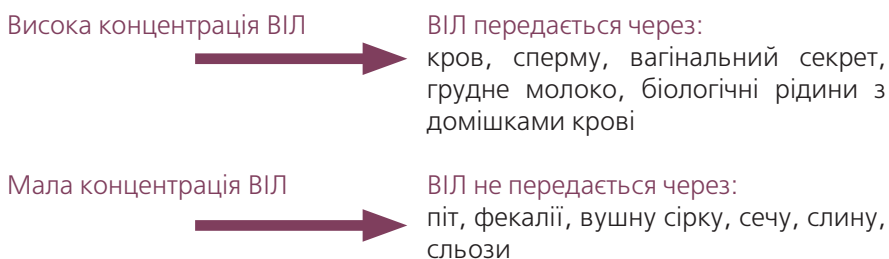 Висока концентрація ВІЛ
ВІЛ передається через:
кров, сперму, вагінальний секрет,
грудне молоко, біологічні рідини з
домішками крові
Мала концентрація ВІЛ
ВІЛ не передається через:
піт, фекалії, вушну сірку, сечу, слину,
сльози